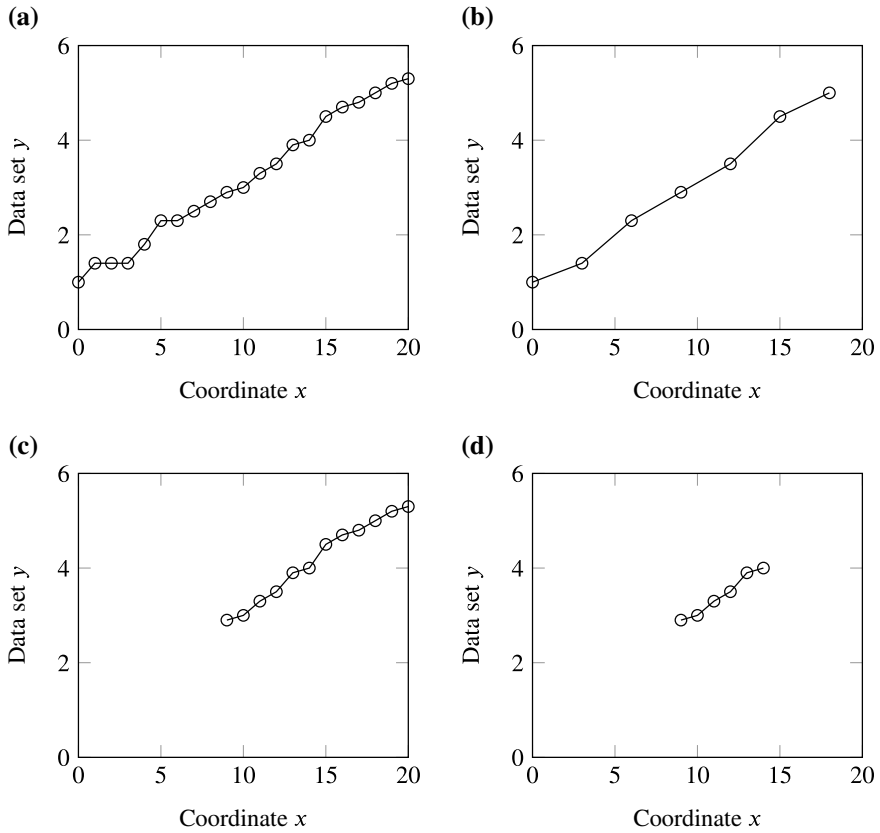 (a)
6
4
2
0
0 5 10 15 20
Data set y
Coordinate x
(b)
6
4
2
0
0 5 10 15 20
Data set y
Coordinate x
(c)
6
4
2
0
0 5 10 15 20
Data set y
Coordinate x
(d)
6
4
2
0
0 5 10 15 20
Data set y
Coordinate x